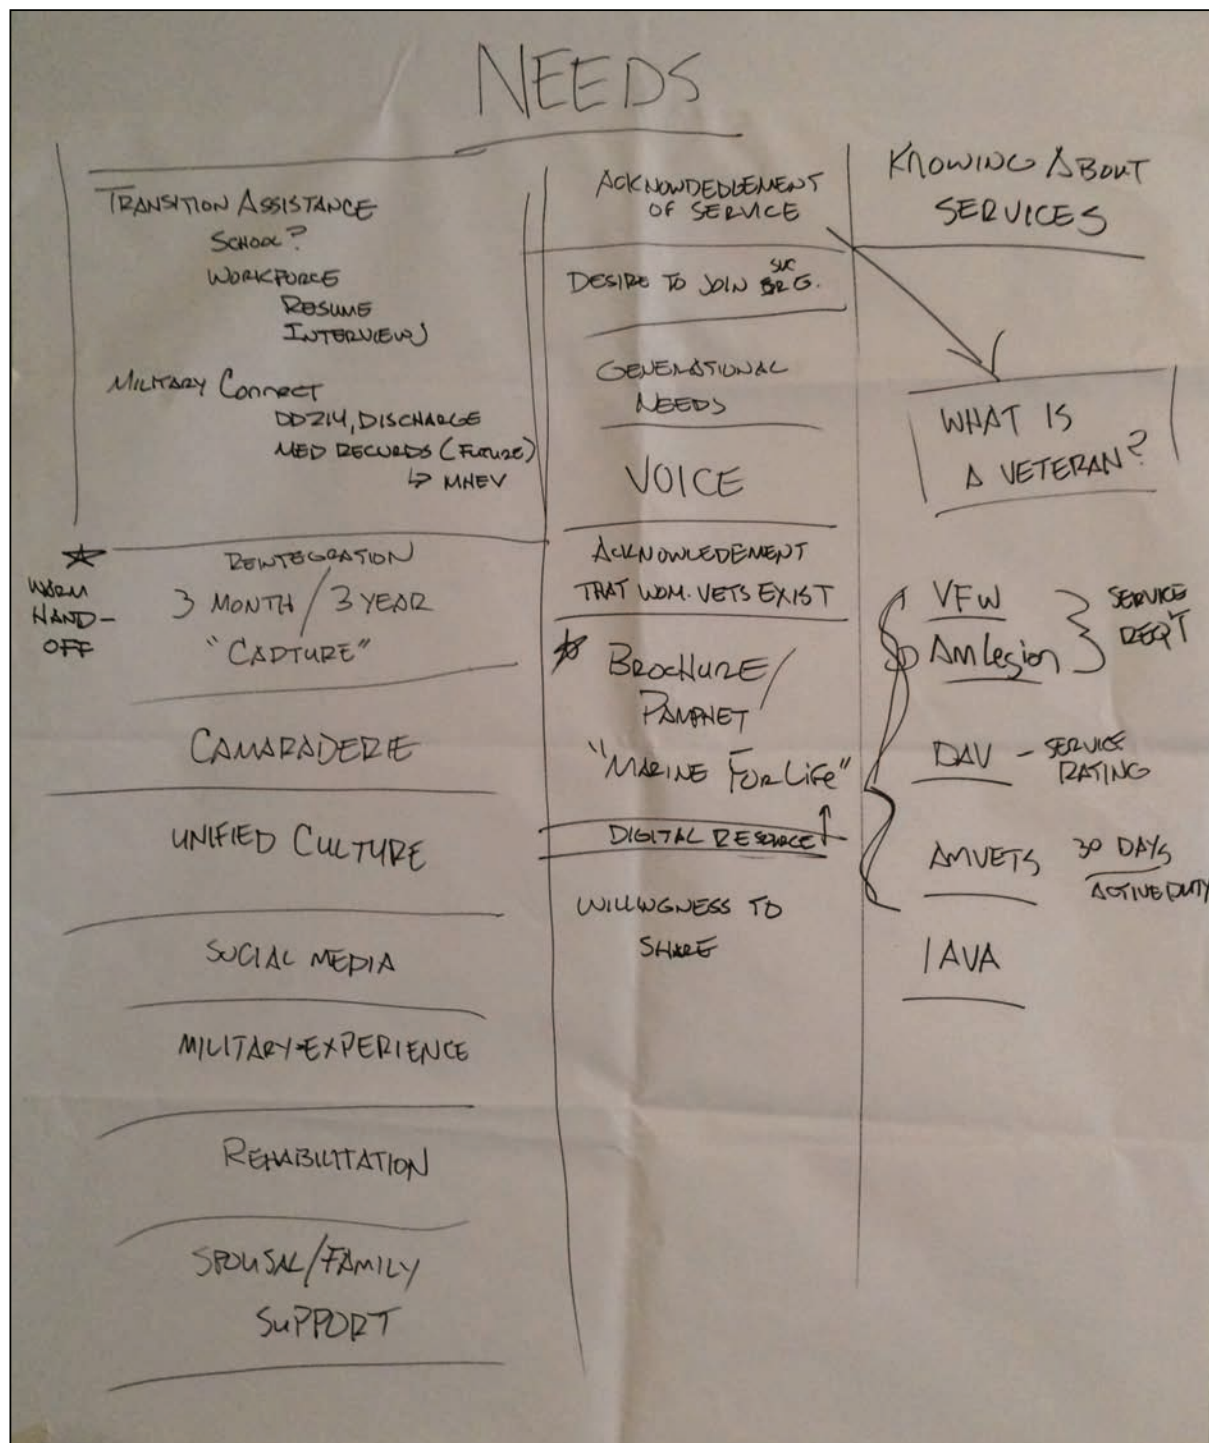 NEEDS
TRANSITION ASSISTANCE
SCHOOL?
WORKFORCE
RESUME
INTERVIEWS
MILITARY Connect
DD214, DISCHARGE
MED RECORDS (FUTURE)
↳ MHEV
★ WARM
HAND-
OFF
REINTEGRATION
3 MONTH / 3 YEAR
"CAPTURE"
CAMARADERIE
UNIFIED CULTURE
SOCIAL MEDIA
MILITARY EXPERIENCE
REHABILITATION
SPOUSAL/FAMILY
SUPPORT
ACKNOWDEDLEMENT
OF SERVICE
SVC
DESIRE TO JOIN ORG.
GENERATIONAL
NEEDS
VOICE
ACKNOWLEDEMENT
THAT WOM. VETS EXIST
★ BROCHURE/
PAMPHET
"MARINE FOR LiFe"
DIGITAL RESOURCE
WILLINGNESS TO
SHARE
KNOWING ABOUT
SERVICES
WHAT IS
A VETERAN?
VFW
AmLegion
SERVICE
REQ'T
DAV - SERVICE
RATING
AMVETS 30 DAYS
ACTIVE DUTY
IAVA